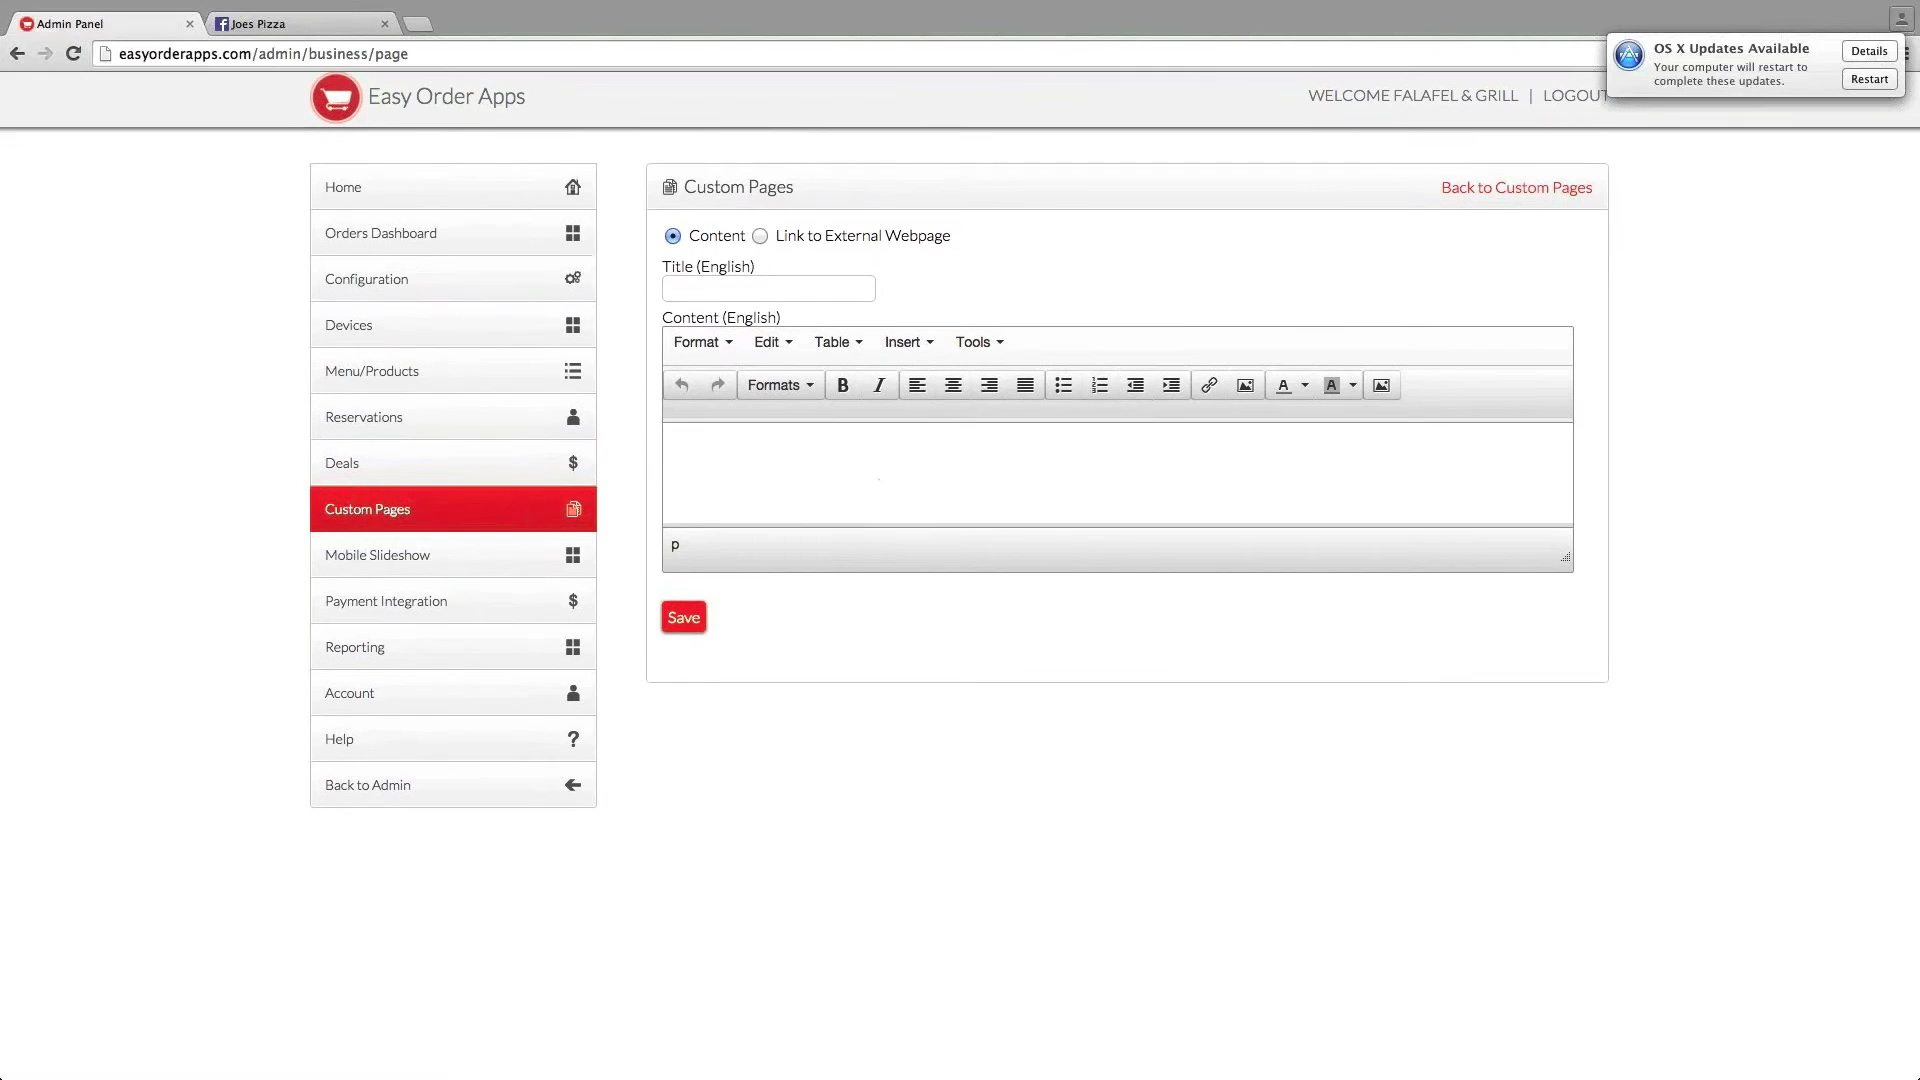 Admin Panel
Joes Pizza
easyorderapps.com/admin/business/page
OS X Updates Available
Your computer will restart to
complete these updates.
Details
Restart
Easy Order Apps
WELCOME FALAFEL & GRILL | LOGOUT
Home
Orders Dashboard
Configuration
Devices
Menu/Products
Reservations
Deals
Custom Pages
Mobile Slideshow
Payment Integration
Reporting
Account
Help
Back to Admin
Custom Pages
Back to Custom Pages
Content Link to External Webpage
Title (English)
Content (English)
Format Edit Table Insert Tools
Formats B I A A
p
Save